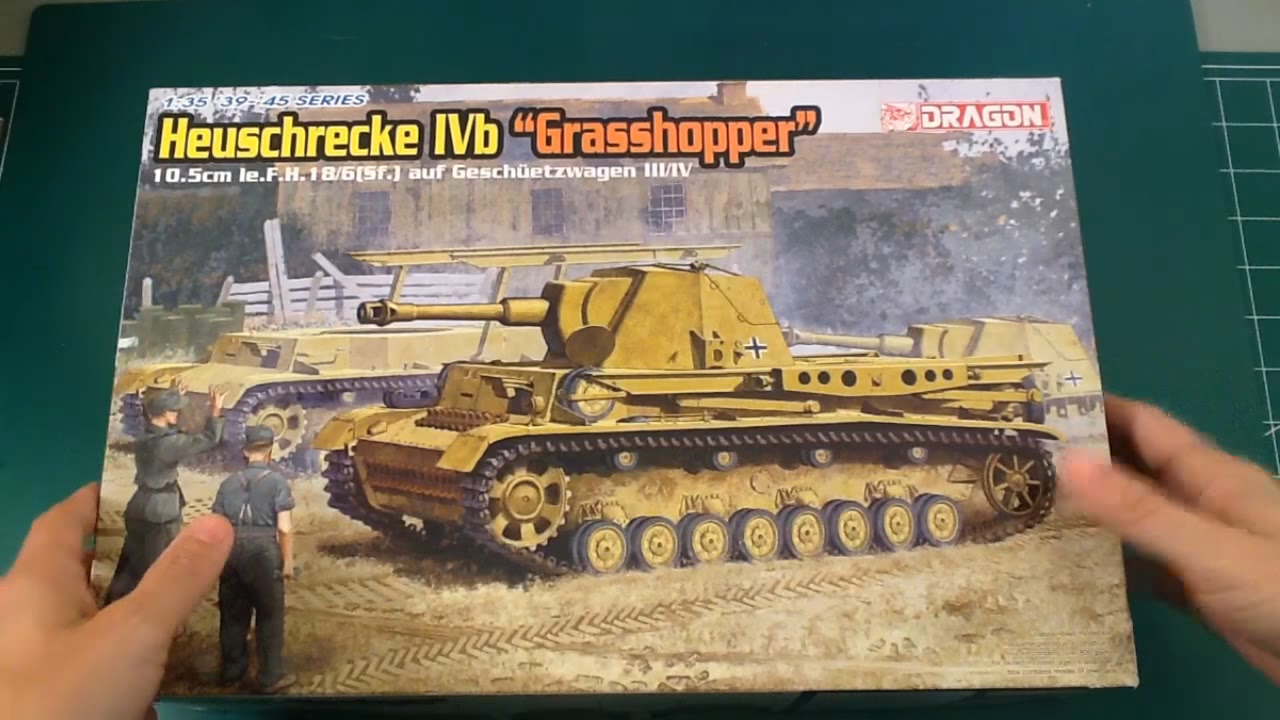 1:35 '39-'45 SERIES
Heuschrecke IVb “Grasshopper”
DRAGON
10.5cm le.F.H.18/6(Sf.) auf Geschüetzwagen III/IV